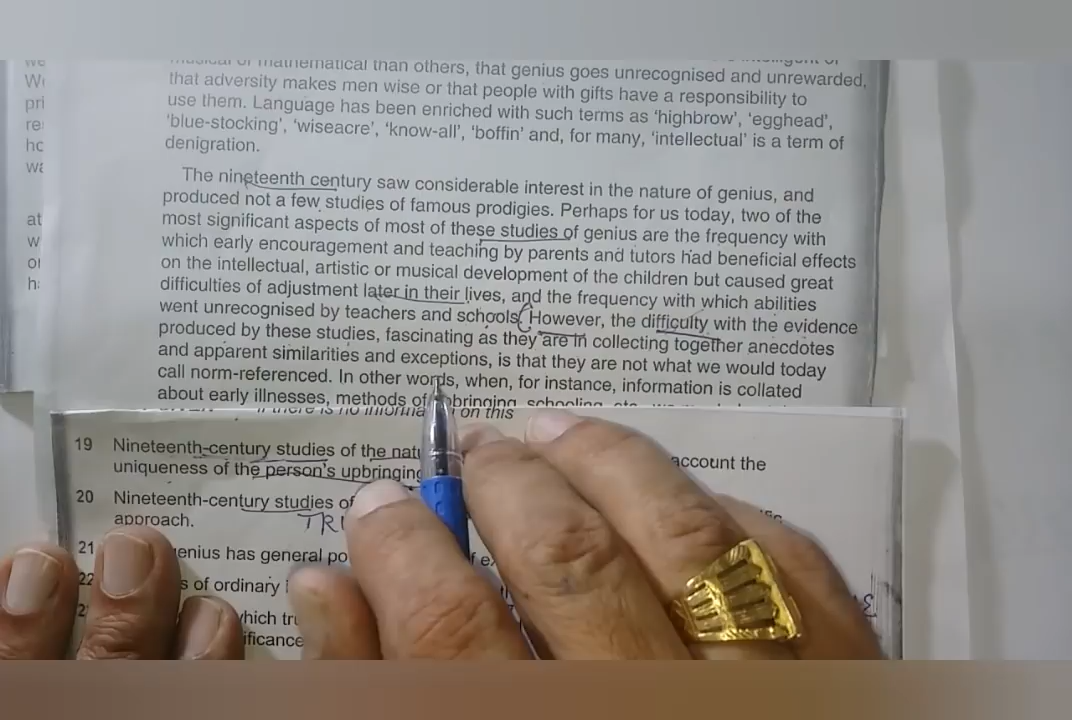 musical or mathematical than others, that genius goes unrecognised and unrewarded,
that adversity makes men wise or that people with gifts have a responsibility to
use them. Language has been enriched with such terms as ‘highbrow’, ‘egghead’,
‘blue-stocking’, ‘wiseacre’, ‘know-all’, ‘boffin’ and, for many, ‘intellectual’ is a term of
denigration.
The nineteenth century saw considerable interest in the nature of genius, and
produced not a few studies of famous prodigies. Perhaps for us today, two of the
most significant aspects of most of these studies of genius are the frequency with
which early encouragement and teaching by parents and tutors had beneficial effects
on the intellectual, artistic or musical development of the children but caused great
difficulties of adjustment later in their lives, and the frequency with which abilities
went unrecognised by teachers and schools. However, the difficulty with the evidence
produced by these studies, fascinating as they are in collecting together anecdotes
and apparent similarities and exceptions, is that they are not what we would today
call norm-referenced. In other words, when, for instance, information is collated
about early illnesses, methods of upbringing, schooling, etc.
if there is no information on this
19 Nineteenth-century studies of the account the
uniqueness of the person's upbringing
20 Nineteenth-century studies of
approach. TRU
21 genius has general
22 of ordinary
which